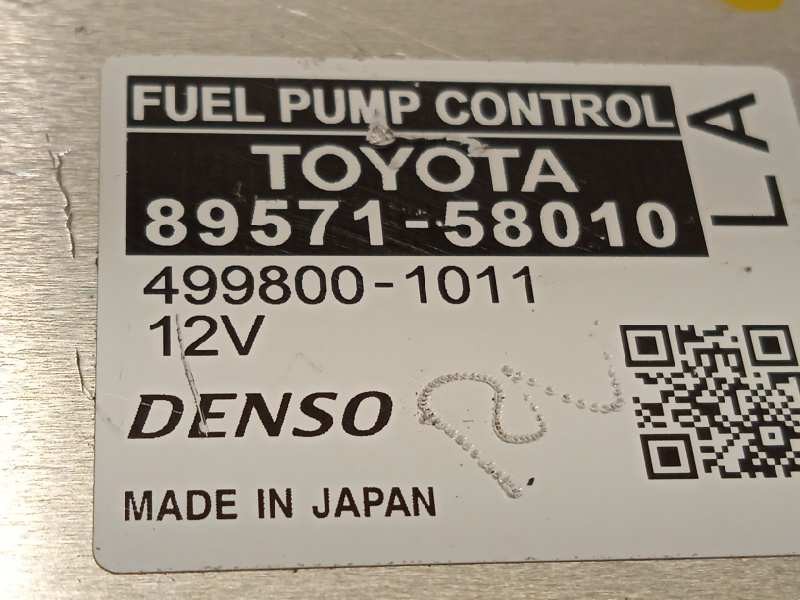 FUEL PUMP CONTROL
TOYOTA
89571-58010
LA
499800-1011
12V
DENSO
MADE IN JAPAN